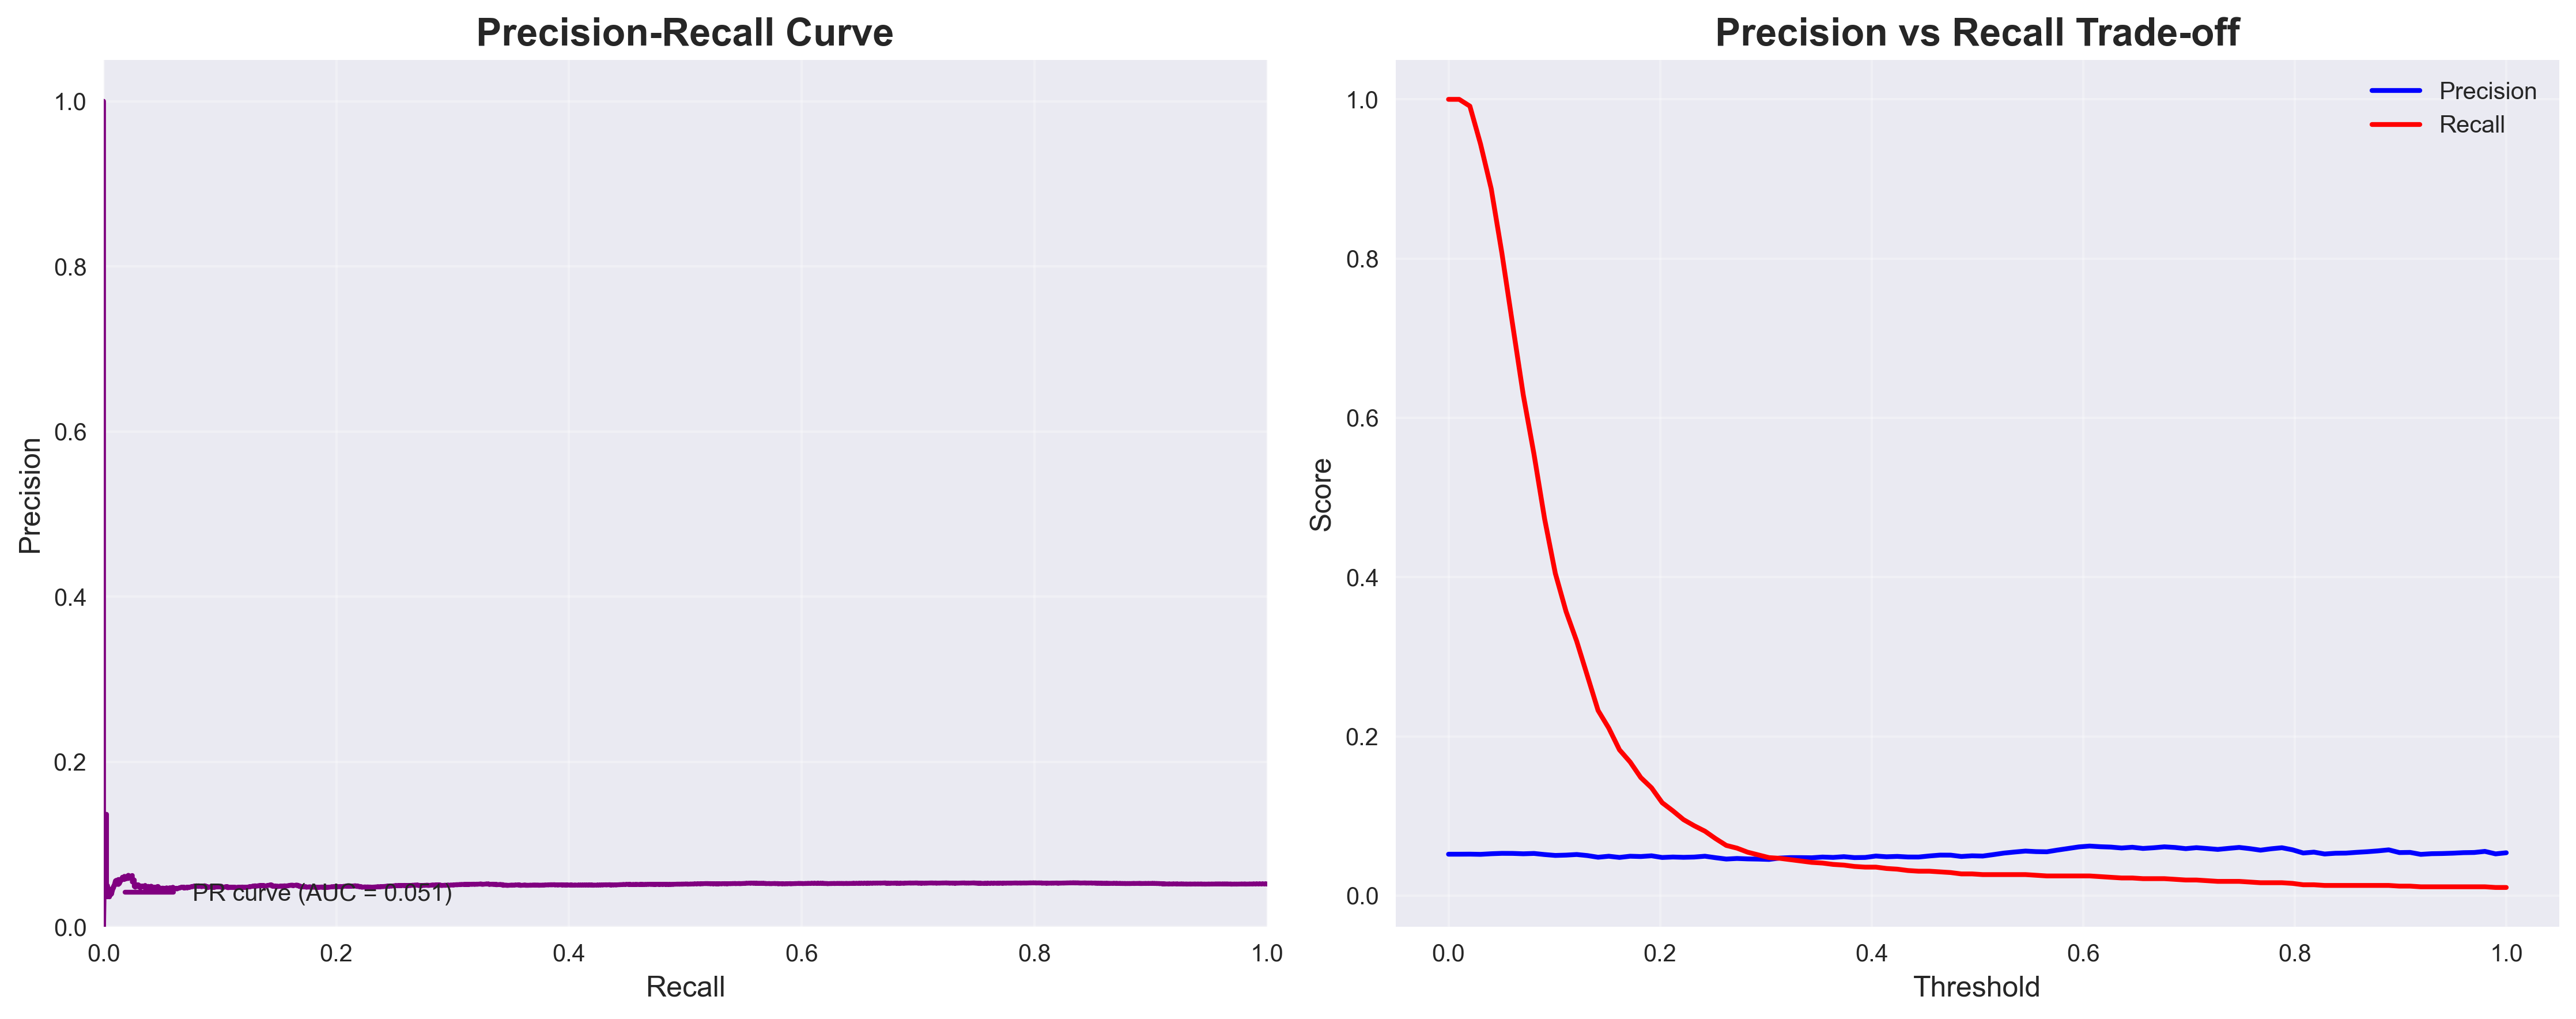 Precision-Recall Curve
Precision
1.0
0.8
0.6
0.4
0.2
0.0
PR curve (AUC = 0.051)
0.0 0.2 0.4 0.6 0.8 1.0
Recall
Precision vs Recall Trade-off
Score
1.0
0.8
0.6
0.4
0.2
0.0
Precision
Recall
0.0 0.2 0.4 0.6 0.8 1.0
Threshold